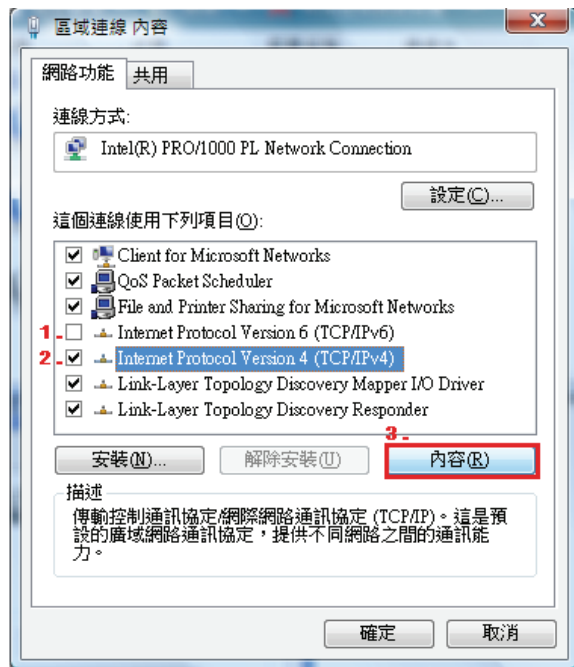 區域連線 內容
網路功能 共用
連線方式:
Intel(R) PRO/1000 PL Network Connection
設定(C)...
這個連線使用下列項目(O):
Client for Microsoft Networks
QoS Packet Scheduler
File and Printer Sharing for Microsoft Networks
1. Internet Protocol Version 6 (TCP/IPv6)
2. Internet Protocol Version 4 (TCP/IPv4)
Link-Layer Topology Discovery Mapper I/O Driver
Link-Layer Topology Discovery Responder
3.
安裝(N)... 解除安裝(U) 內容(R)
描述
傳輸控制通訊協定/網際網路通訊協定 (TCP/IP)。這是預
設的廣域網路通訊協定，提供不同網路之間的通訊能
力。
確定 取消